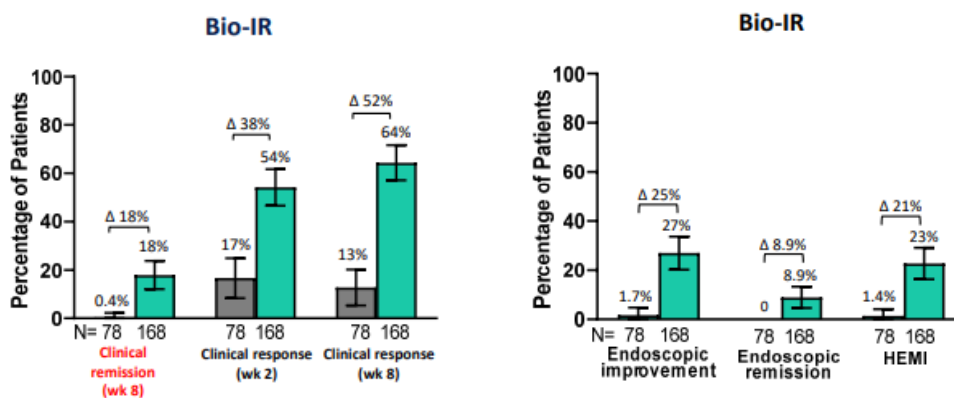 Bio-IR
Percentage of Patients
100
80
60
40
20
0
Δ 18%
0.4%
18%
Δ 38%
17%
54%
Δ 52%
13%
64%
N= 78 168
78 168
78 168
Clinical
remission
(wk 8)
Clinical response
(wk 2)
Clinical response
(wk 8)
Bio-IR
Percentage of Patients
100
80
60
40
20
0
Δ 25%
1.7%
27%
Δ 8.9%
0
8.9%
Δ 21%
1.4%
23%
N= 78 168
78 168
78 168
Endoscopic
improvement
Endoscopic
remission
HEMI